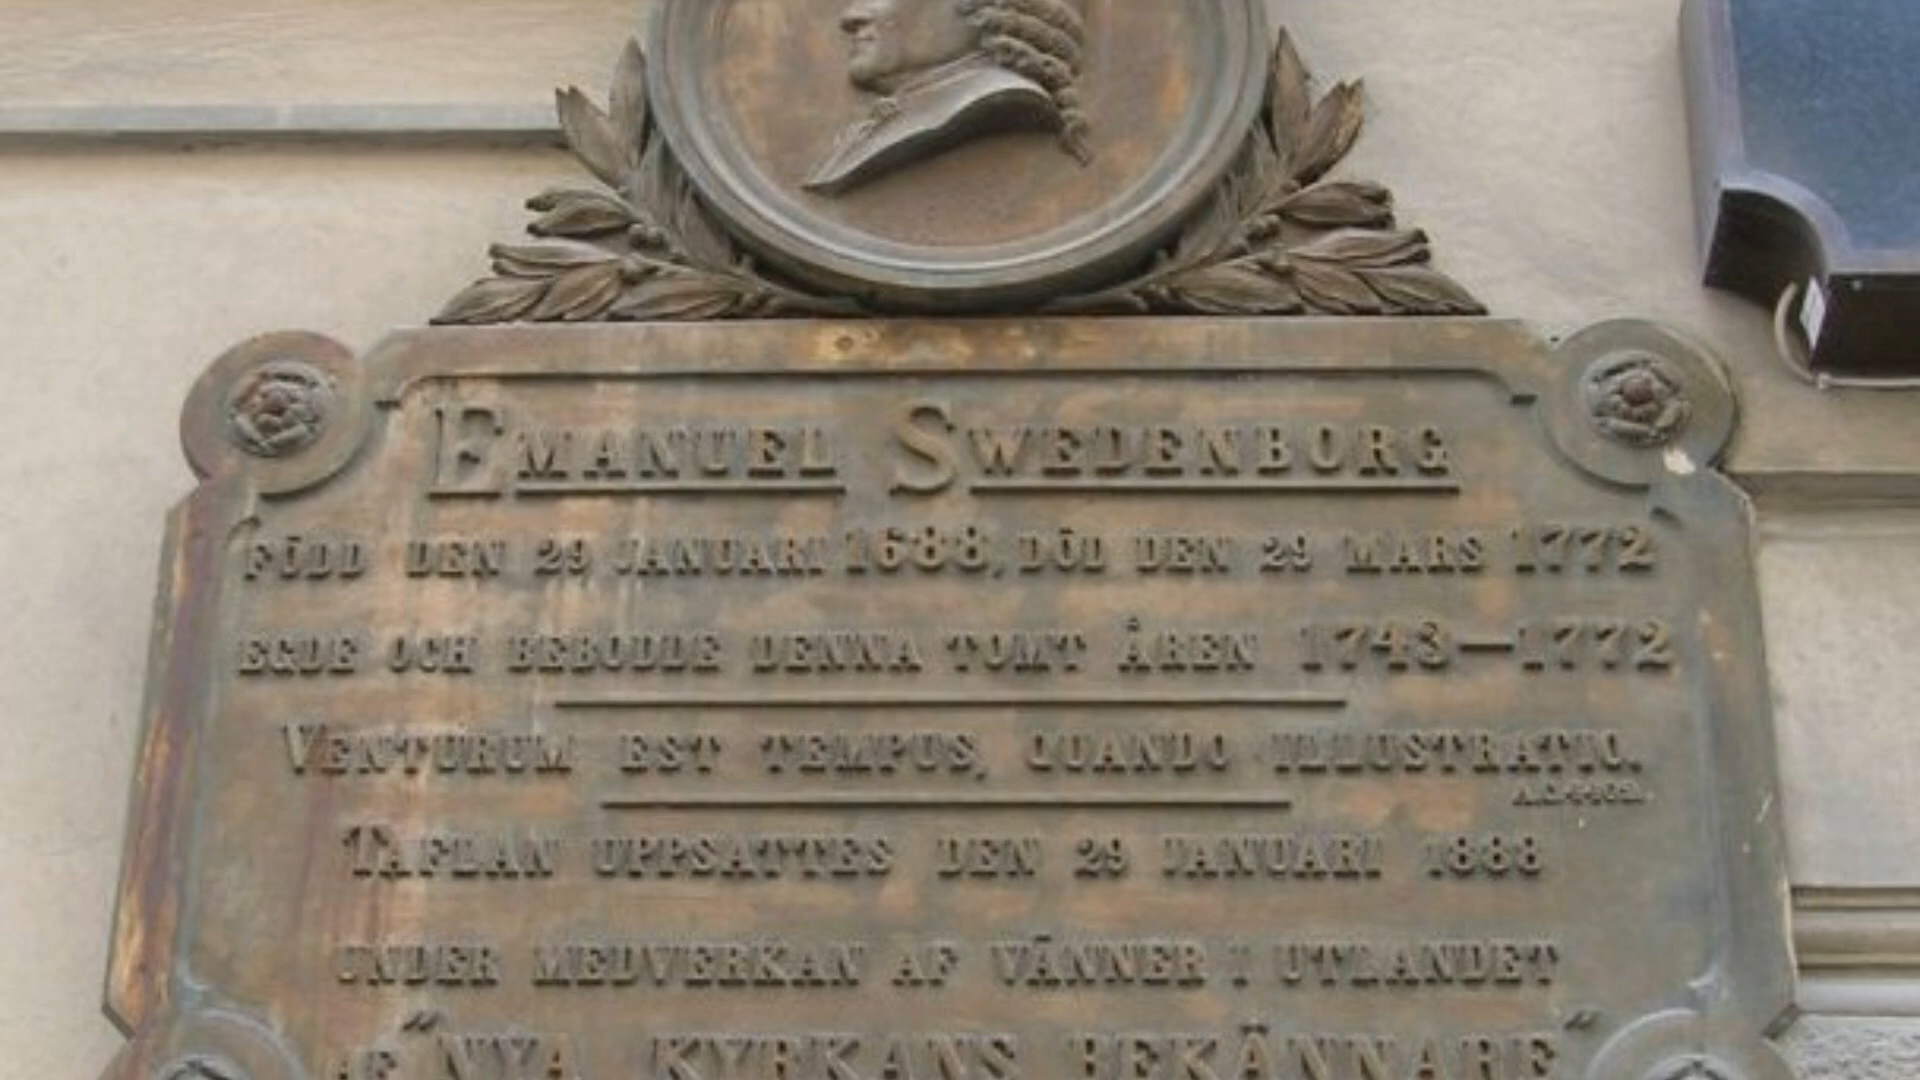 EMANUEL SWEDENBORG
FÖDD DEN 29 JANUARI 1688, DÖD DEN 29 MARS 1772
EGDE OCH BEBODDE DENNA TOMT ÅREN 1743—1772
VENTURUM EST TEMPUS, QUANDO ILLUSTRATIO.
TAFLAN UPPSATTES DEN 29 JANUARI 1888
UNDER MEDVERKAN AF VÄNNER I UTLANDET
AF "NYA KYRKANS BEKÄNNARE"